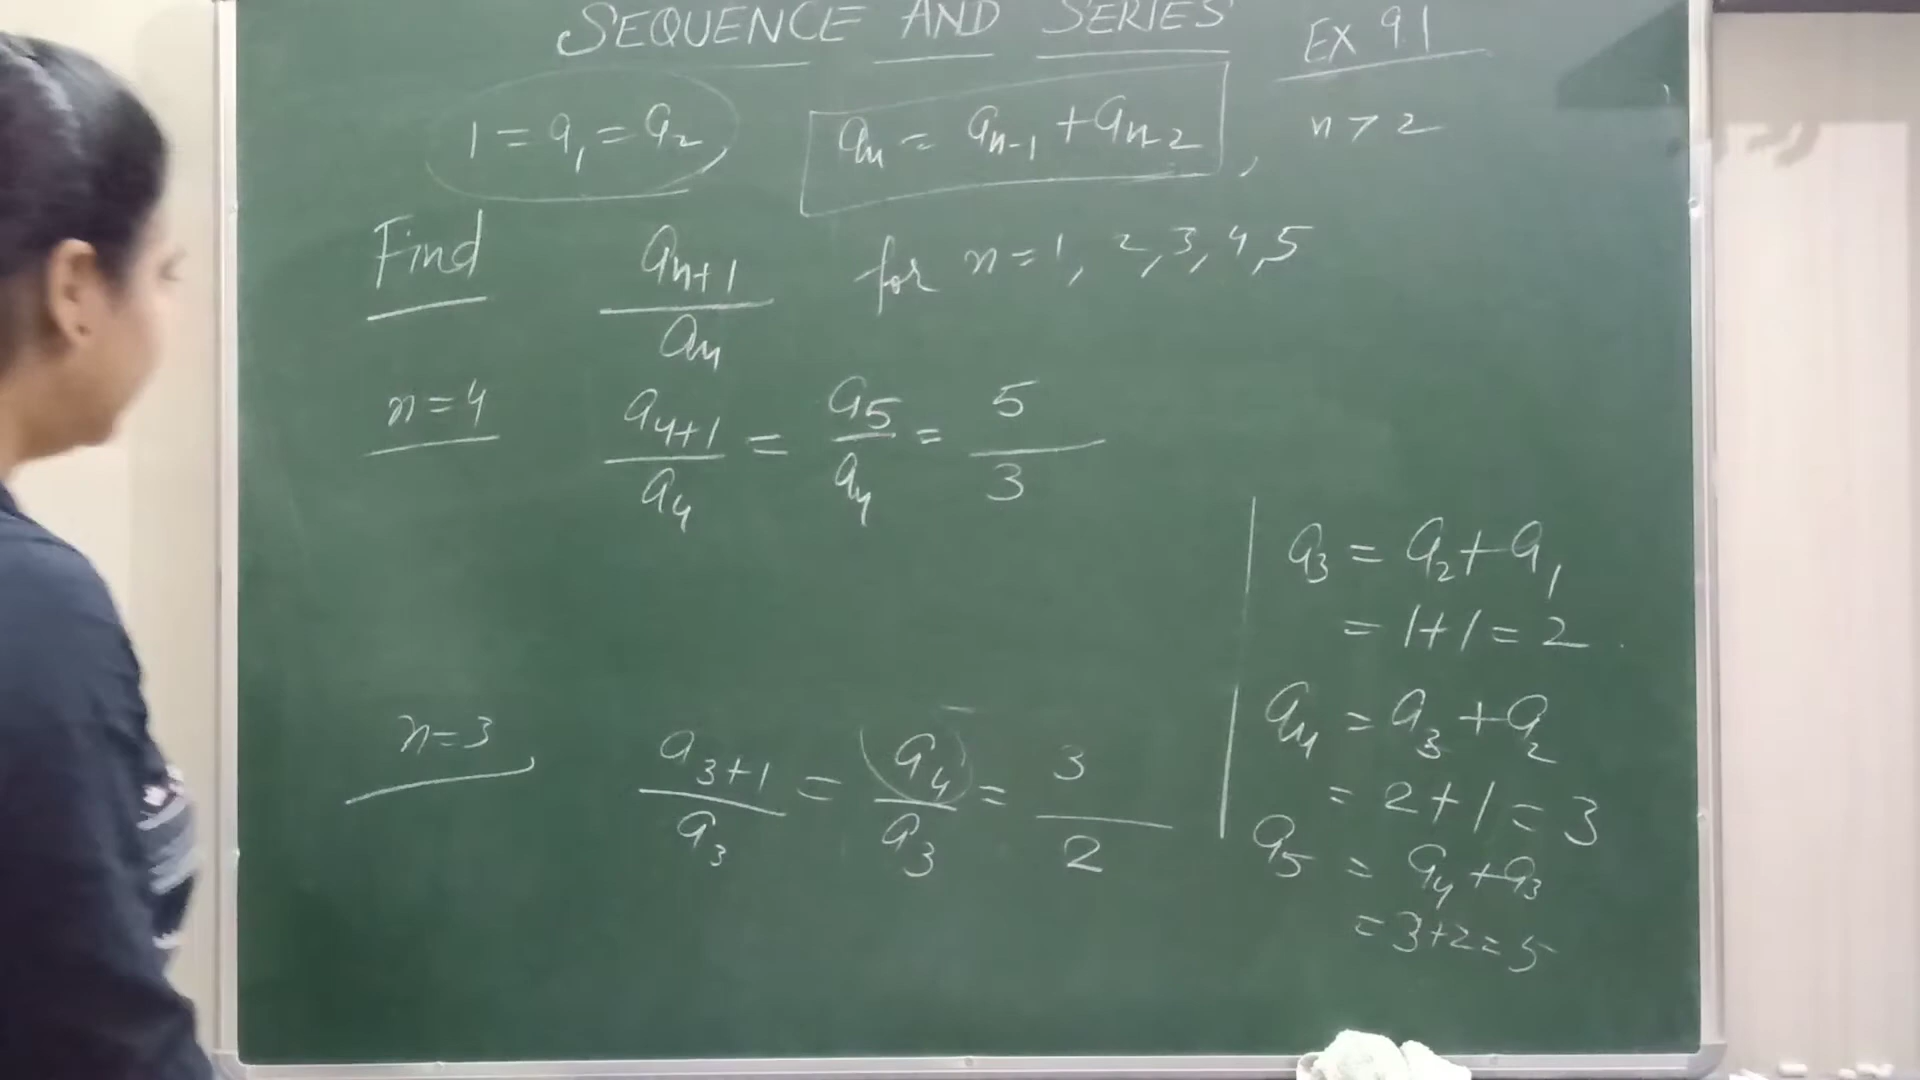 SEQUENCE AND SERIES
Ex 9.1
1 = a₁ = a₂   aₙ = aₙ₋₁ + aₙ₋₂ ,   n > 2
Find   aₙ₊₁ / aₙ   for n = 1, 2, 3, 4, 5
n = 4   a₄₊₁ / a₄ = a₅ / a₄ = 5 / 3
n = 3   a₃₊₁ / a₃ = a₄ / a₃ = 3 / 2
a₃ = a₂ + a₁
= 1 + 1 = 2
a₄ = a₃ + a₂
= 2 + 1 = 3
a₅ = a₄ + a₃
= 3 + 2 = 5